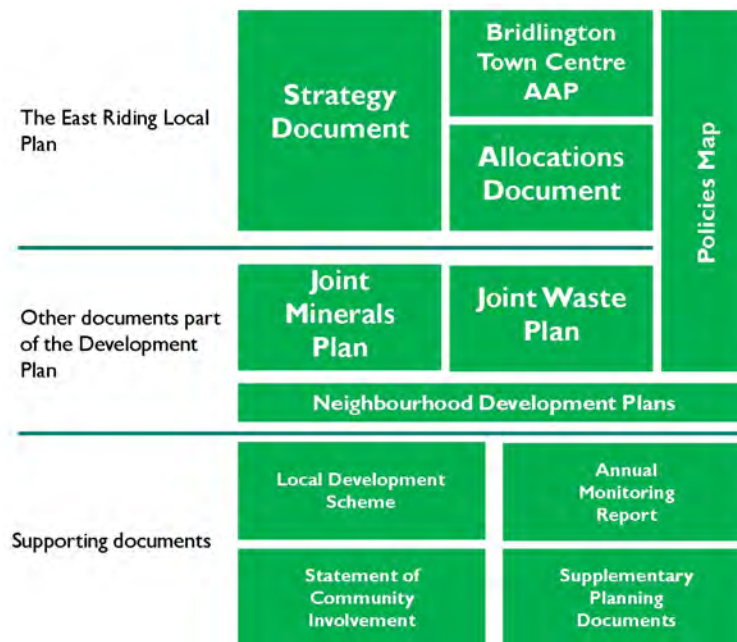 The East Riding Local
Plan
Strategy
Document
Bridlington
Town Centre
AAP
Allocations
Document
Policies Map
Other documents part
of the Development
Plan
Joint
Minerals
Plan
Joint Waste
Plan
Neighbourhood Development Plans
Supporting documents
Local Development
Scheme
Annual
Monitoring
Report
Statement of
Community
Involvement
Supplementary
Planning
Documents